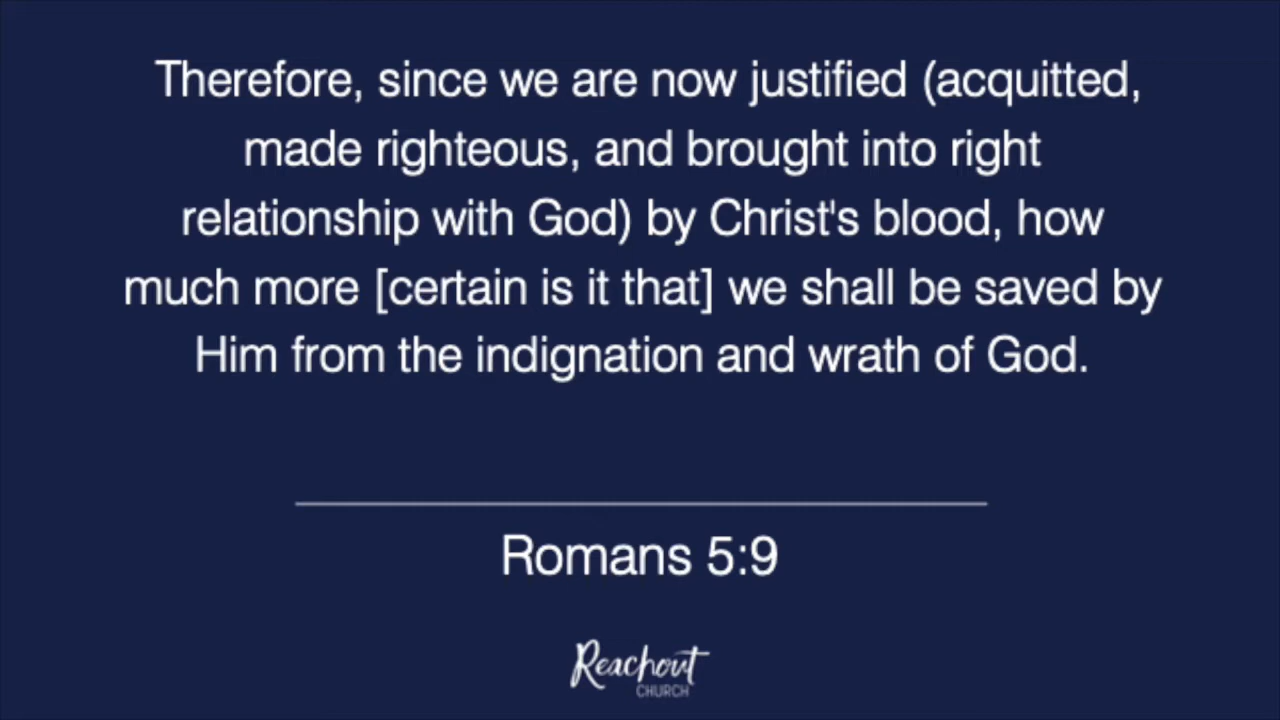 Therefore, since we are now justified (acquitted,
made righteous, and brought into right
relationship with God) by Christ's blood, how
much more [certain is it that] we shall be saved by
Him from the indignation and wrath of God.
Romans 5:9
Reachout
CHURCH